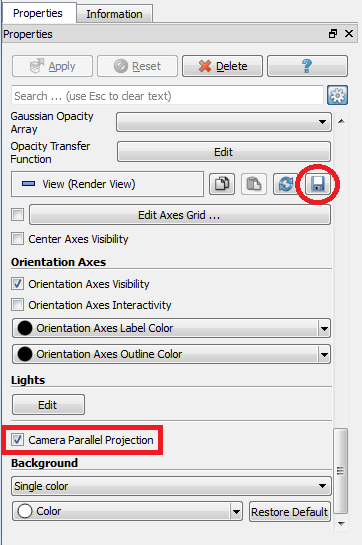 Properties Information
Properties
Apply Reset Delete ?
Search ... (use Esc to clear text)
Gaussian Opacity
Array
Opacity Transfer
Function
Edit
View (Render View)
Edit Axes Grid ...
Center Axes Visibility
Orientation Axes
Orientation Axes Visibility
Orientation Axes Interactivity
Orientation Axes Label Color
Orientation Axes Outline Color
Lights
Edit
Camera Parallel Projection
Background
Single color
Color Restore Default